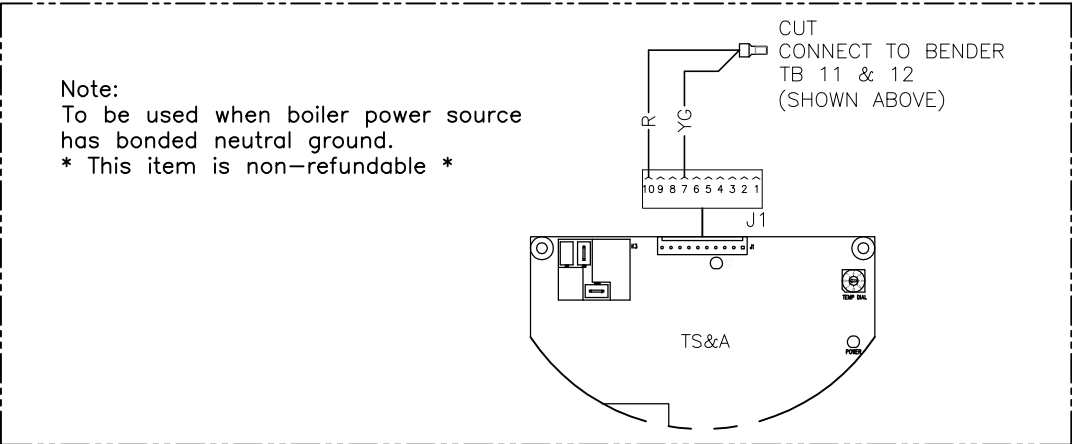 CUT
CONNECT TO BENDER
TB 11 & 12
(SHOWN ABOVE)
Note:
To be used when boiler power source
has bonded neutral ground.
* This item is non-refundable *
R
YG
10 9 8 7 6 5 4 3 2 1
J1
K3
J1
TEMP DIAL
TS&A
POWER